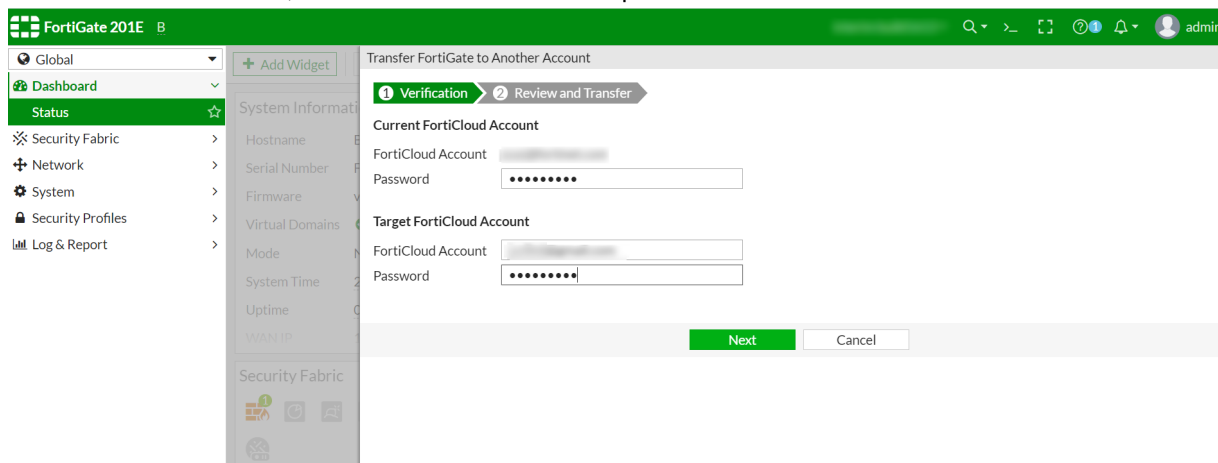 FortiGate 201E B
1 admin
Global
Dashboard
Status
Security Fabric
Network
System
Security Profiles
Log & Report
+ Add Widget
System Informati
Hostname
Serial Number
Firmware
Virtual Domains
Mode
System Time
Uptime
WAN IP
Security Fabric
1
Transfer FortiGate to Another Account
1 Verification 2 Review and Transfer
Current FortiCloud Account
FortiCloud Account
Password •••••••••
Target FortiCloud Account
FortiCloud Account
Password •••••••••
Next Cancel